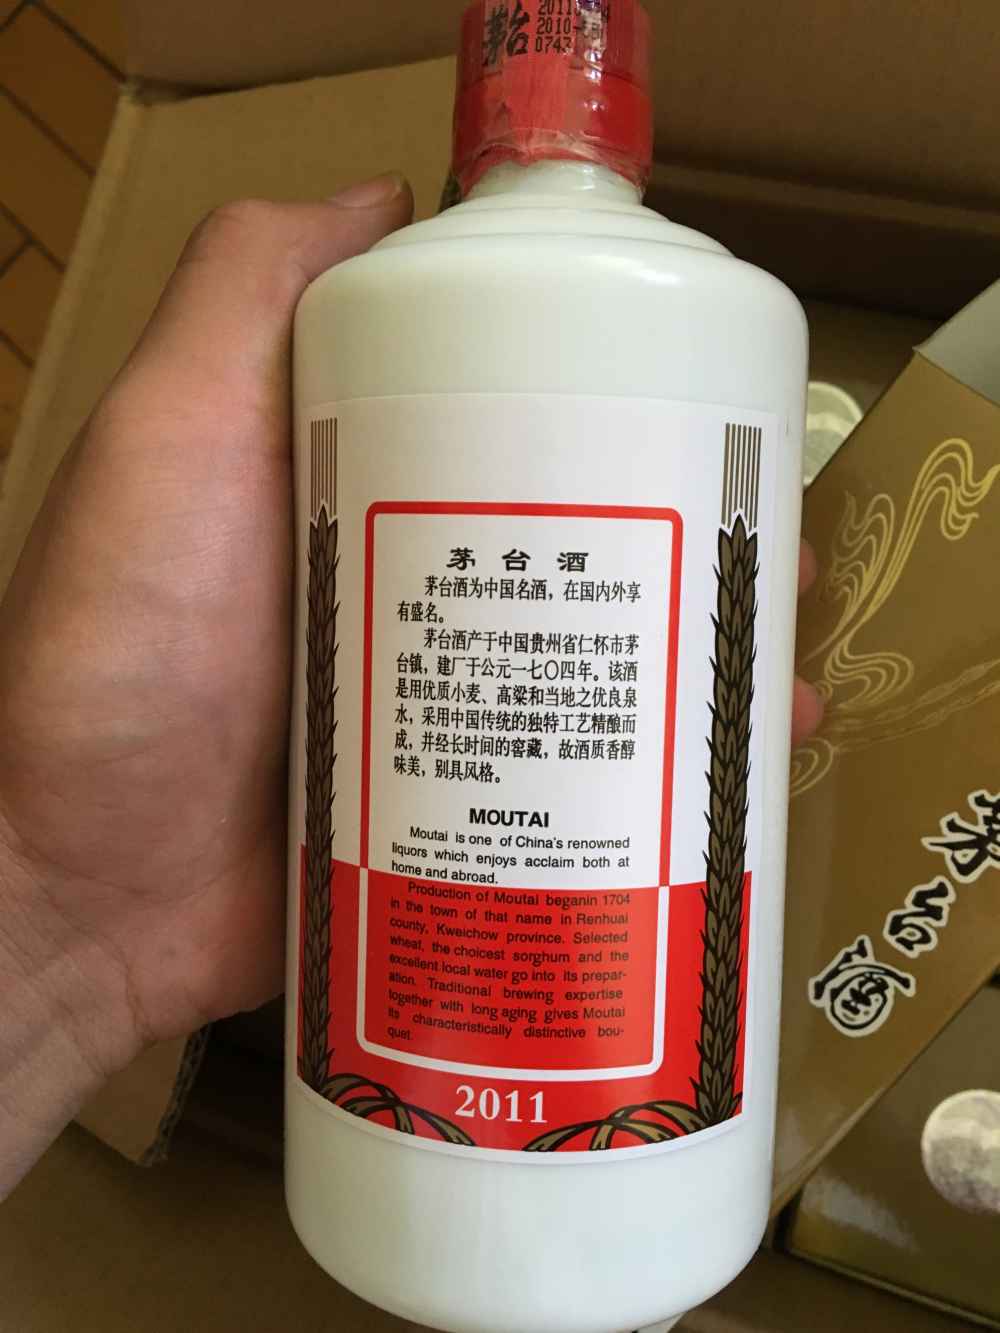 茅台
2011
2010
0743
茅台酒
茅台酒为中国名酒，在国内外享
有盛名。
茅台酒产于中国贵州省仁怀市茅
台镇，建厂于公元一七〇四年。该酒
是用优质小麦、高粱和当地之优良泉
水，采用中国传统的独特工艺精酿而
成，并经长时间的窖藏，故酒质香醇
味美，别具风格。
MOUTAI
Moutai is one of China's renowned
liquors which enjoys acclaim both at
home and abroad.
Production of Moutai beganin 1704
in the town of that name in Renhuai
county, Kweichow province. Selected
wheat, the choicest sorghum and the
excellent local water go into its prepar-
ation. Traditional brewing expertise
together with long aging gives Moutai
its characteristically distinctive bou-
quet.
2011
茅台酒